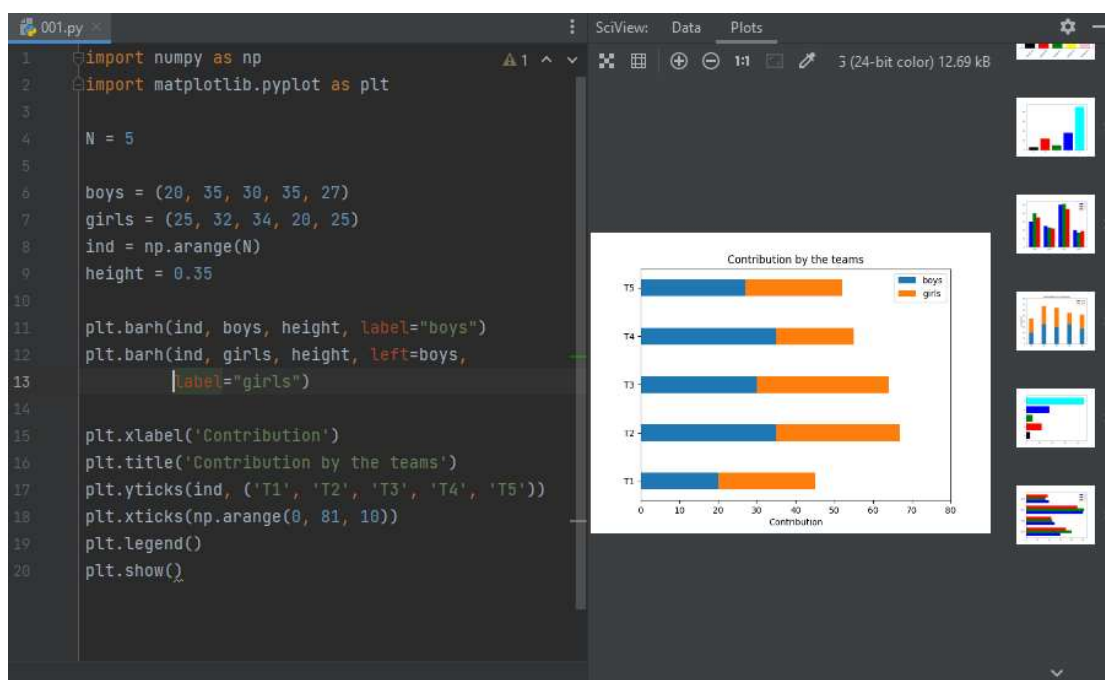 001.py
1 import numpy as np
2 import matplotlib.pyplot as plt
3
4 N = 5
5
6 boys = (20, 35, 30, 35, 27)
7 girls = (25, 32, 34, 20, 25)
8 ind = np.arange(N)
9 height = 0.35
10
11 plt.barh(ind, boys, height, label="boys")
12 plt.barh(ind, girls, height, left=boys,
13 label="girls")
14
15 plt.xlabel('Contribution')
16 plt.title('Contribution by the teams')
17 plt.yticks(ind, ('T1', 'T2', 'T3', 'T4', 'T5'))
18 plt.xticks(np.arange(0, 81, 10))
19 plt.legend()
20 plt.show()
1
SciView: Data Plots
1:1 3 (24-bit color) 12.69 kB
Contribution by the teams
boys
girls
T5
T4
T3
T2
T1
0 10 20 30 40 50 60 70 80
Contribution